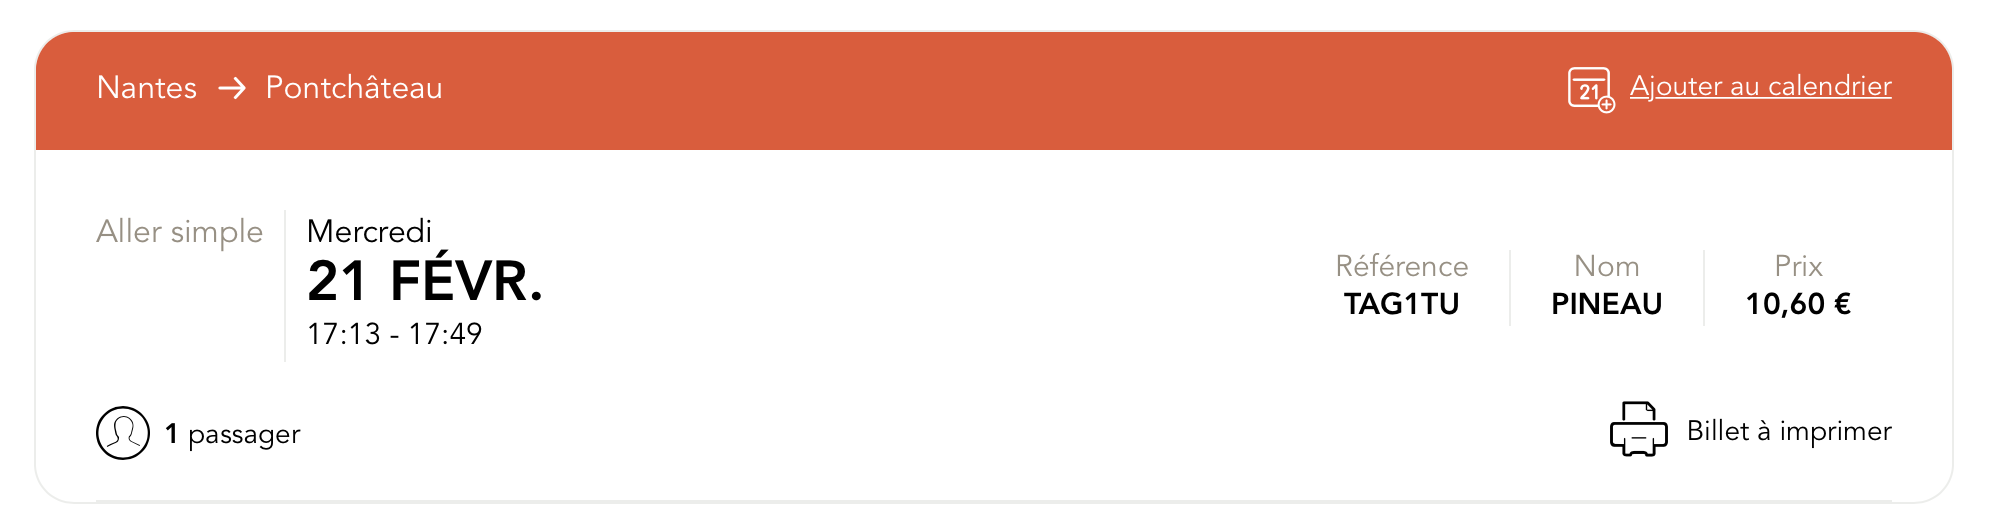 Nantes → Pontchâteau
21
Ajouter au calendrier
Aller simple
Mercredi
21 FÉVR.
17:13 - 17:49
Référence
TAG1TU
Nom
PINEAU
Prix
10,60 €
1 passager
Billet à imprimer